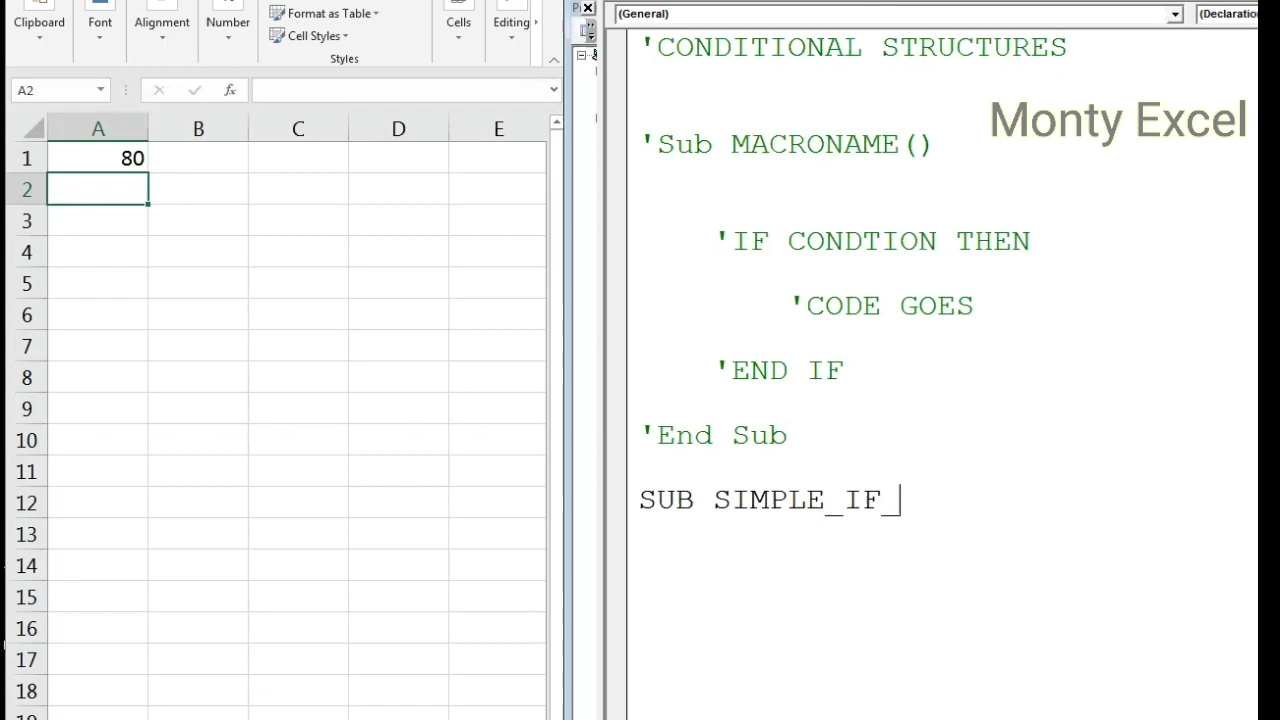 Clipboard
Font
Alignment
Number
Format as Table
Cell Styles
Styles
Cells
Editing
A2
fx
A B C D E
1 80
2
3
4
5
6
7
8
9
10
11
12
13
14
15
16
17
18
(General)
(Declaratio
'CONDITIONAL STRUCTURES
Monty Excel
'Sub MACRONAME()
'IF CONDTION THEN
'CODE GOES
'END IF
'End Sub
SUB SIMPLE_IF_